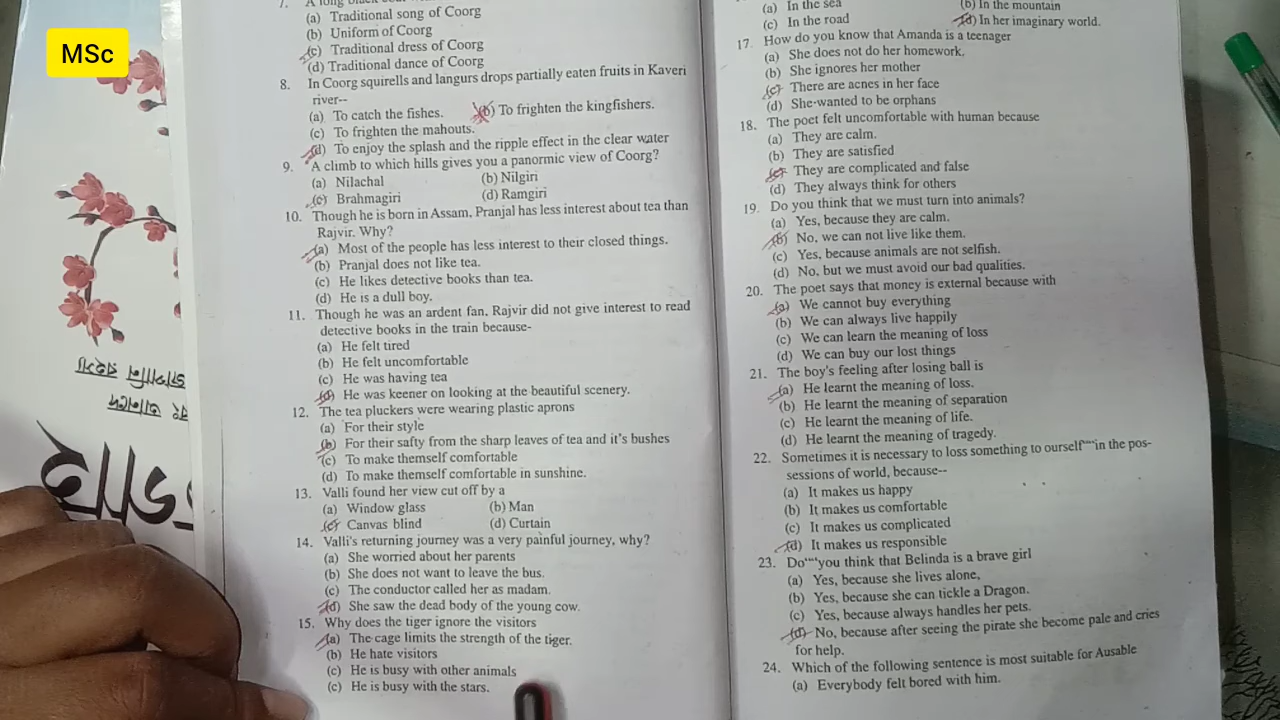 MSc
7. A long black
(a) Traditional song of Coorg
(b) Uniform of Coorg
(c) Traditional dress of Coorg
(d) Traditional dance of Coorg
8. In Coorg squirells and langurs drops partially eaten fruits in Kaveri
river--
(a) To catch the fishes. (b) To frighten the kingfishers.
(c) To frighten the mahouts.
(d) To enjoy the splash and the ripple effect in the clear water
9. A climb to which hills gives you a panormic view of Coorg?
(a) Nilachal (b) Nilgiri
(c) Brahmagiri (d) Ramgiri
10. Though he is born in Assam, Pranjal has less interest about tea than
Rajvir. Why?
(a) Most of the people has less interest to their closed things.
(b) Pranjal does not like tea.
(c) He likes detective books than tea.
(d) He is a dull boy.
11. Though he was an ardent fan, Rajvir did not give interest to read
detective books in the train because-
(a) He felt tired
(b) He felt uncomfortable
(c) He was having tea
(d) He was keener on looking at the beautiful scenery.
12. The tea pluckers were wearing plastic aprons
(a) For their style
(b) For their safty from the sharp leaves of tea and it's bushes
(c) To make themself comfortable
(d) To make themself comfortable in sunshine.
13. Valli found her view cut off by a
(a) Window glass (b) Man
(c) Canvas blind (d) Curtain
14. Valli's returning journey was a very painful journey, why?
(a) She worried about her parents
(b) She does not want to leave the bus.
(c) The conductor called her as madam.
(d) She saw the dead body of the young cow.
15. Why does the tiger ignore the visitors
(a) The cage limits the strength of the tiger.
(b) He hate visitors
(c) He is busy with other animals
(c) He is busy with the stars.
(a) In the sea (b) In the mountain
(c) In the road (d) In her imaginary world.
17. How do you know that Amanda is a teenager
(a) She does not do her homework,
(b) She ignores her mother
(c) There are acnes in her face
(d) She-wanted to be orphans
18. The poet felt uncomfortable with human because
(a) They are calm.
(b) They are satisfied
(c) They are complicated and false
(d) They always think for others
19. Do you think that we must turn into animals?
(a) Yes, because they are calm.
(b) No, we can not live like them.
(c) Yes, because animals are not selfish.
(d) No, but we must avoid our bad qualities.
20. The poet says that money is external because with
(a) We cannot buy everything
(b) We can always live happily
(c) We can learn the meaning of loss
(d) We can buy our lost things
21. The boy's feeling after losing ball is
(a) He learnt the meaning of loss.
(b) He learnt the meaning of separation
(c) He learnt the meaning of life.
(d) He learnt the meaning of tragedy.
22. Sometimes it is necessary to loss something to ourself""in the pos-
sessions of world, because--
(a) It makes us happy
(b) It makes us comfortable
(c) It makes us complicated
(d) It makes us responsible
23. Do""you think that Belinda is a brave girl
(a) Yes, because she lives alone,
(b) Yes, because she can tickle a Dragon.
(c) Yes, because always handles her pets.
(d) No, because after seeing the pirate she become pale and cries
for help.
24. Which of the following sentence is most suitable for Ausable
(a) Everybody felt bored with him.